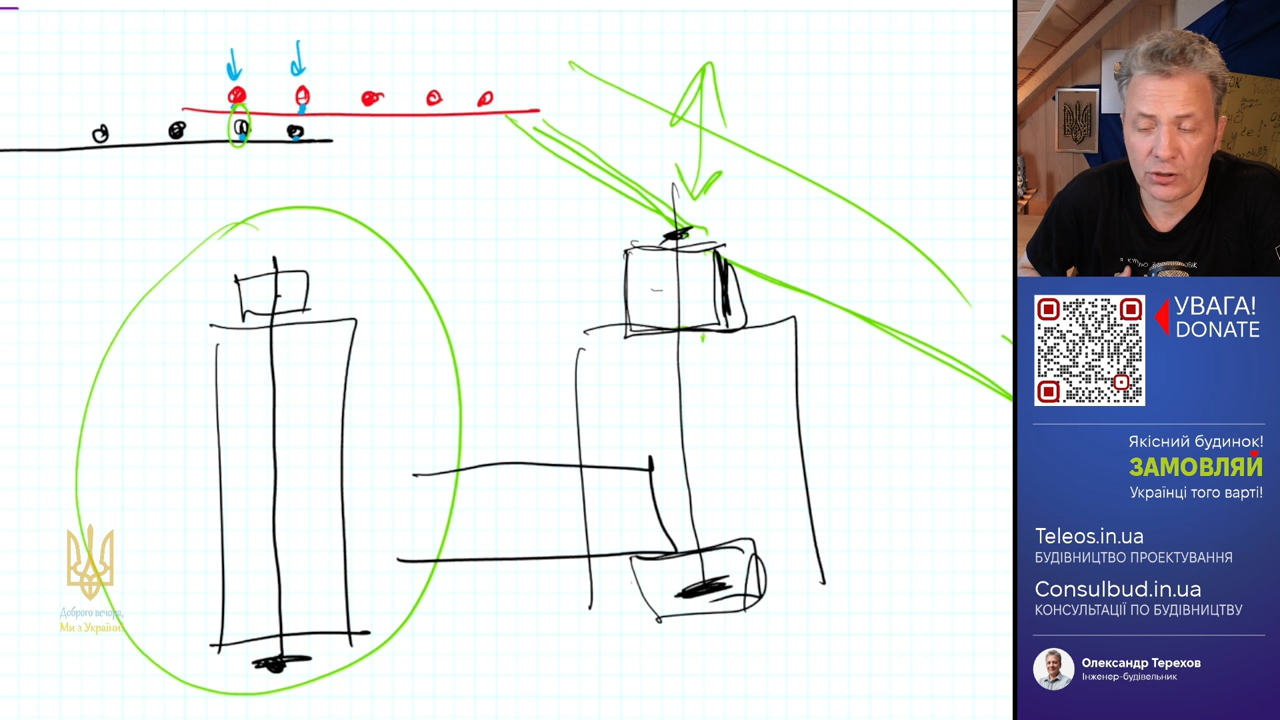 Доброго вечора,
Ми з України!
УВАГА!
DONATE
Якісний будинок!
ЗАМОВЛЯЙ
Українці того варті!
Teleos.in.ua
БУДІВНИЦТВО ПРОЕКТУВАННЯ
Consulbud.in.ua
КОНСУЛЬТАЦІЇ ПО БУДІВНИЦТВУ
Олександр Терехов
Інженер-будівельник